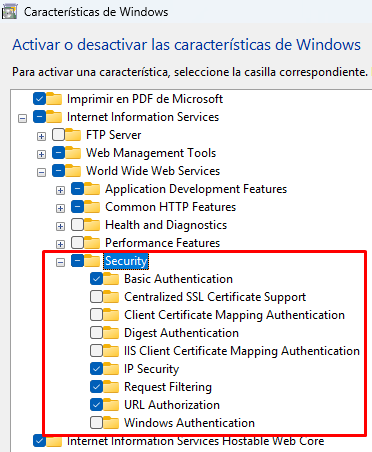 Características de Windows
Activar o desactivar las características de Windows
Para activar una característica, seleccione la casilla correspondiente.
Imprimir en PDF de Microsoft
Internet Information Services
FTP Server
Web Management Tools
World Wide Web Services
Application Development Features
Common HTTP Features
Health and Diagnostics
Performance Features
Security
Basic Authentication
Centralized SSL Certificate Support
Client Certificate Mapping Authentication
Digest Authentication
IIS Client Certificate Mapping Authentication
IP Security
Request Filtering
URL Authorization
Windows Authentication
Internet Information Services Hostable Web Core